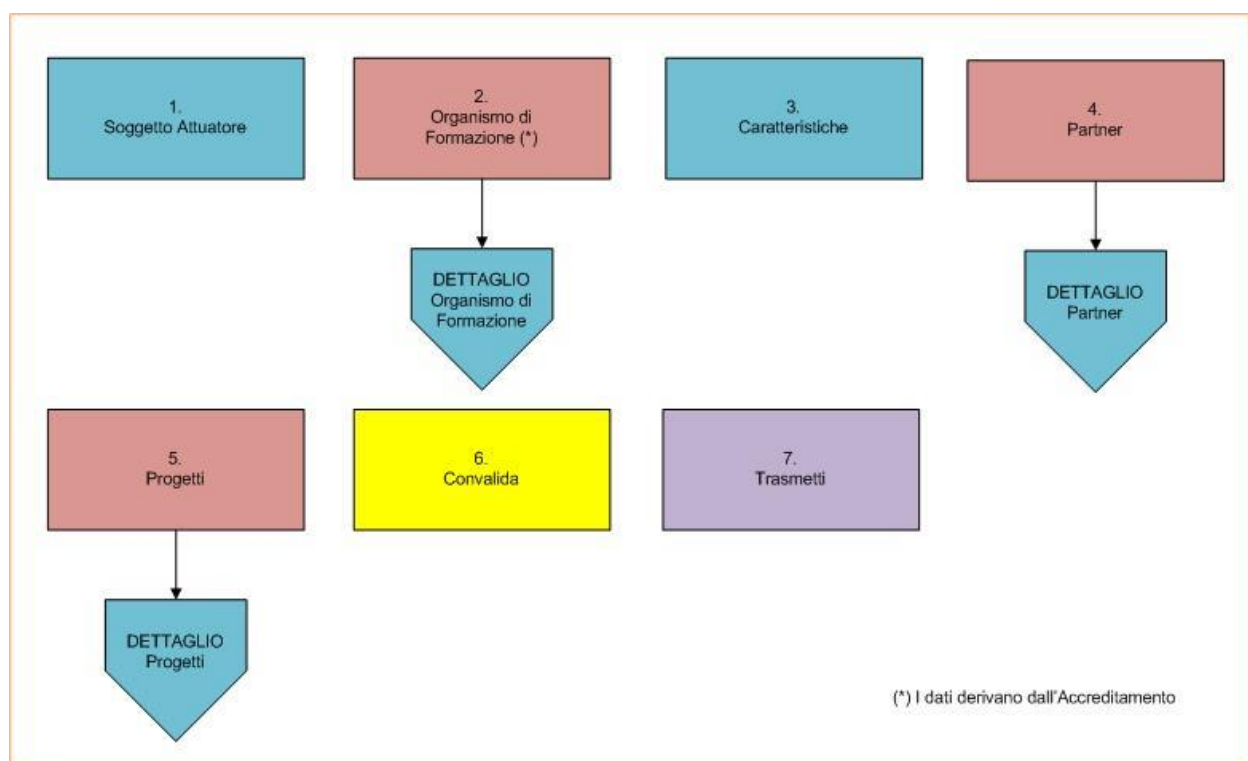 1.
Soggetto Attuatore
2.
Organismo di
Formazione (*)
3.
Caratteristiche
4.
Partner
DETTAGLIO
Organismo di
Formazione
DETTAGLIO
Partner
5.
Progetti
6.
Convalida
7.
Trasmetti
DETTAGLIO
Progetti
(*) I dati derivano dall'Accreditamento